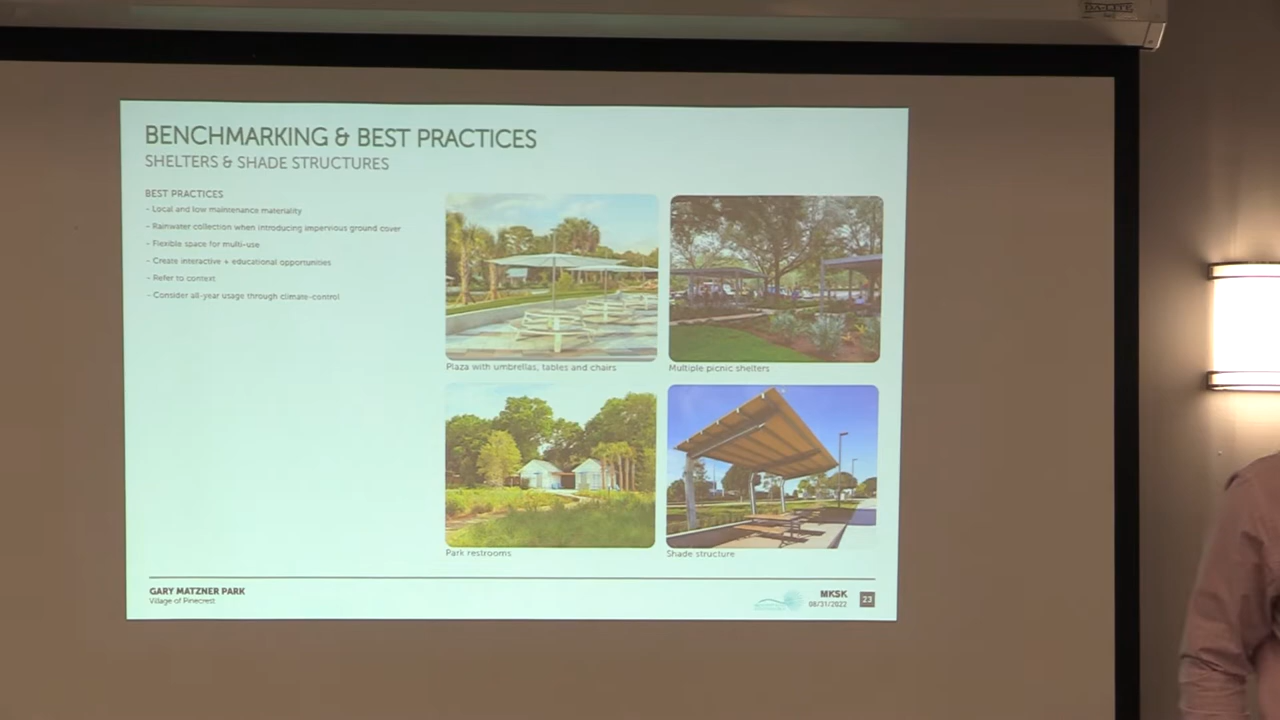 DA-LITE
BENCHMARKING & BEST PRACTICES
SHELTERS & SHADE STRUCTURES
BEST PRACTICES
- Local and low maintenance materiality
- Rainwater collection when introducing impervious ground cover
- Flexible space for multi-use
- Create interactive + educational opportunities
- Refer to context
- Consider all-year usage through climate-control
Plaza with umbrellas, tables and chairs
Multiple picnic shelters
Park restrooms
Shade structure
GARY MATZNER PARK
Village of Pinecrest
MKSK
08/31/2022
23